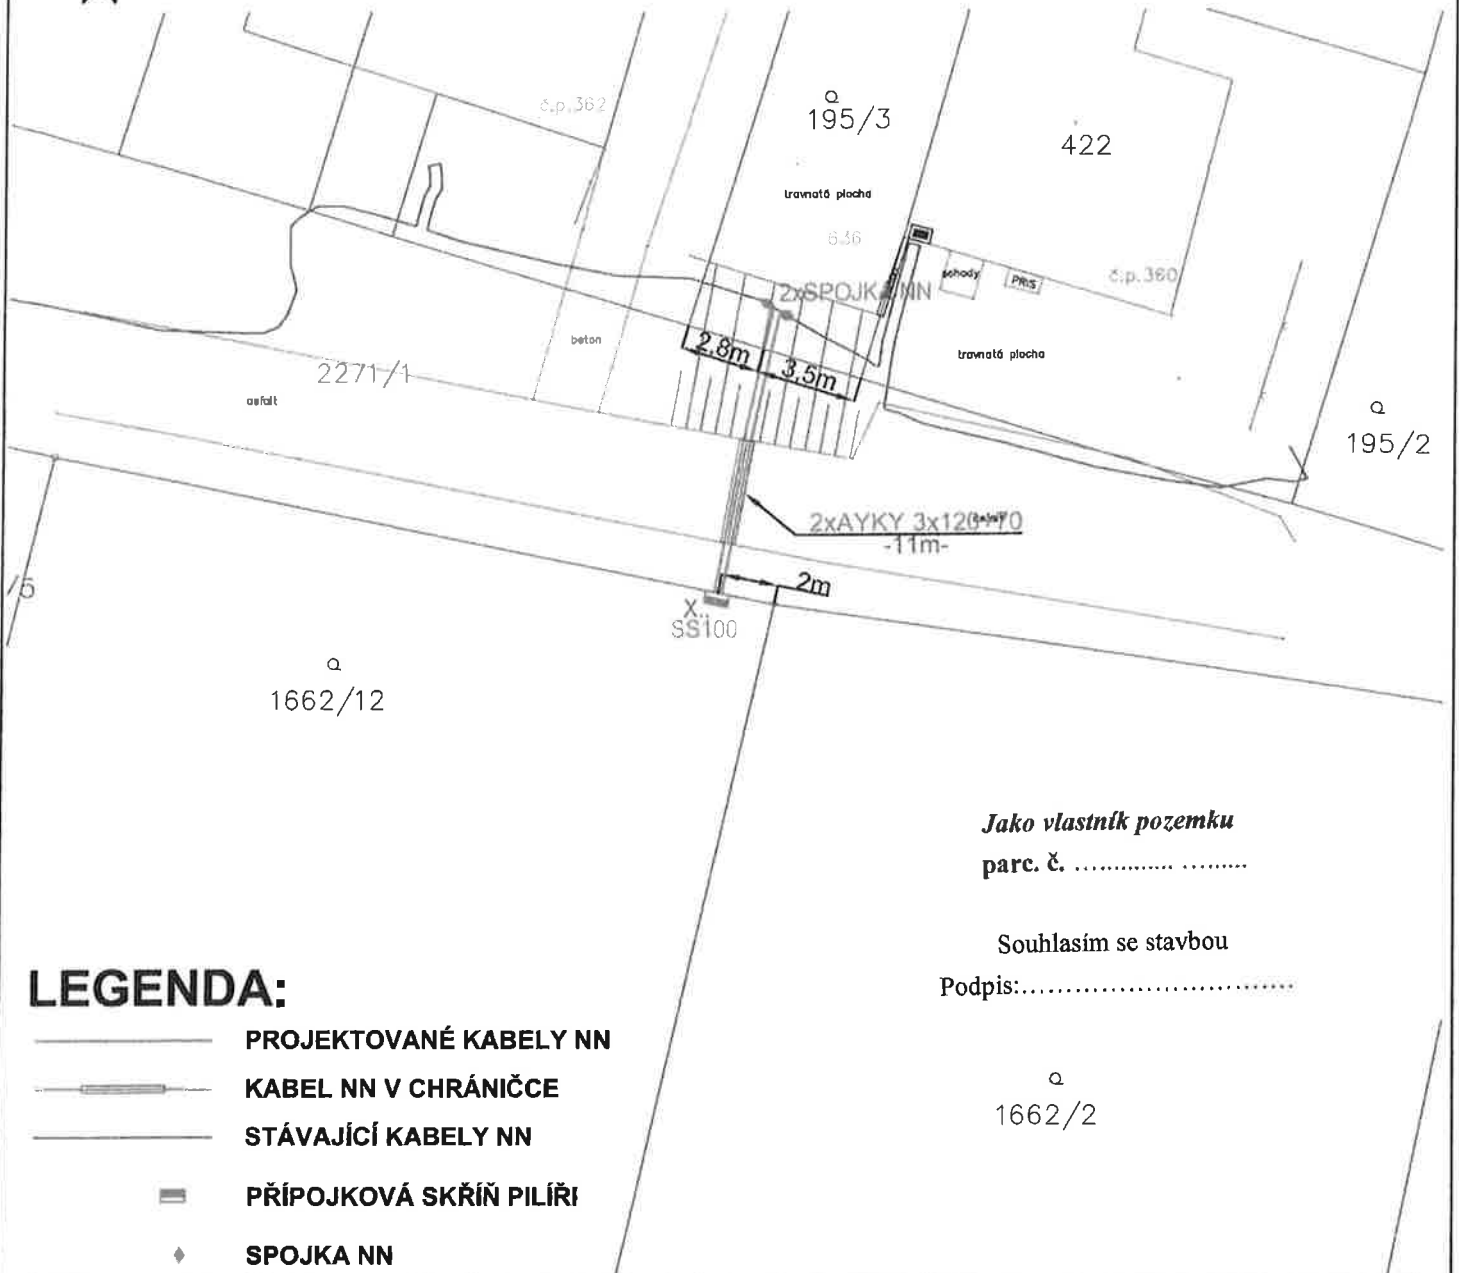 č.p.362
195/3
422
travnatá plocha
636
schody
PRIS
č.p.360
2xSPOJKA NN
beton
2,8m
3,5m
travnatá plocha
2271/1
asfalt
195/2
2xAYKY 3x120+70
-11m-
2m
/5
X..
SS100
1662/12
Jako vlastník pozemku
parc. č. .............. .........
Souhlasím se stavbou
Podpis:...............................
LEGENDA:
PROJEKTOVANÉ KABELY NN
KABEL NN V CHRÁNIČCE
STÁVAJÍCÍ KABELY NN
PŘÍPOJKOVÁ SKŘÍŇ PILÍŘI
SPOJKA NN
1662/2